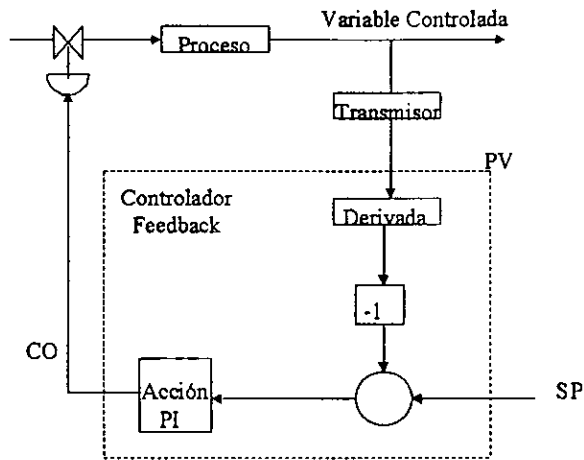 Variable Controlada
Proceso
Transmisor
PV
Controlador
Feedback
Derivada
-1
CO
Acción
PI
SP